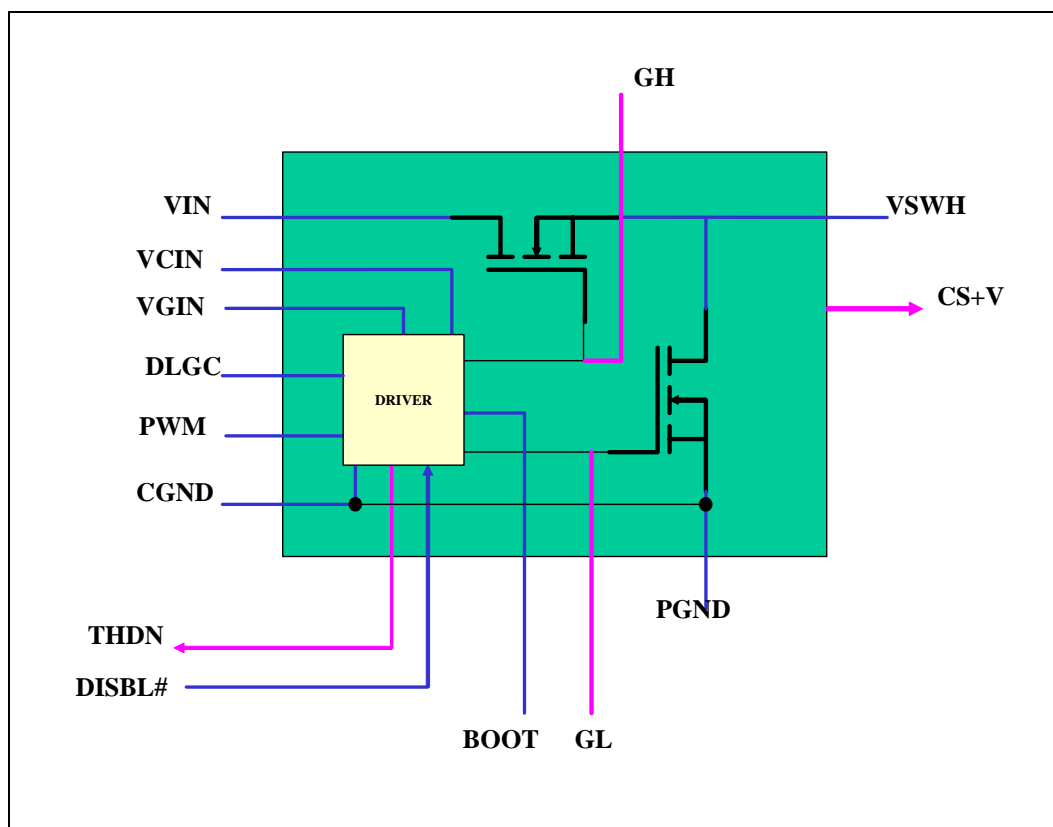 GH
VIN
VSWH
VCIN
CS+V
VGIN
DLGC
DRIVER
PWM
CGND
PGND
THDN
DISBL#
BOOT
GL